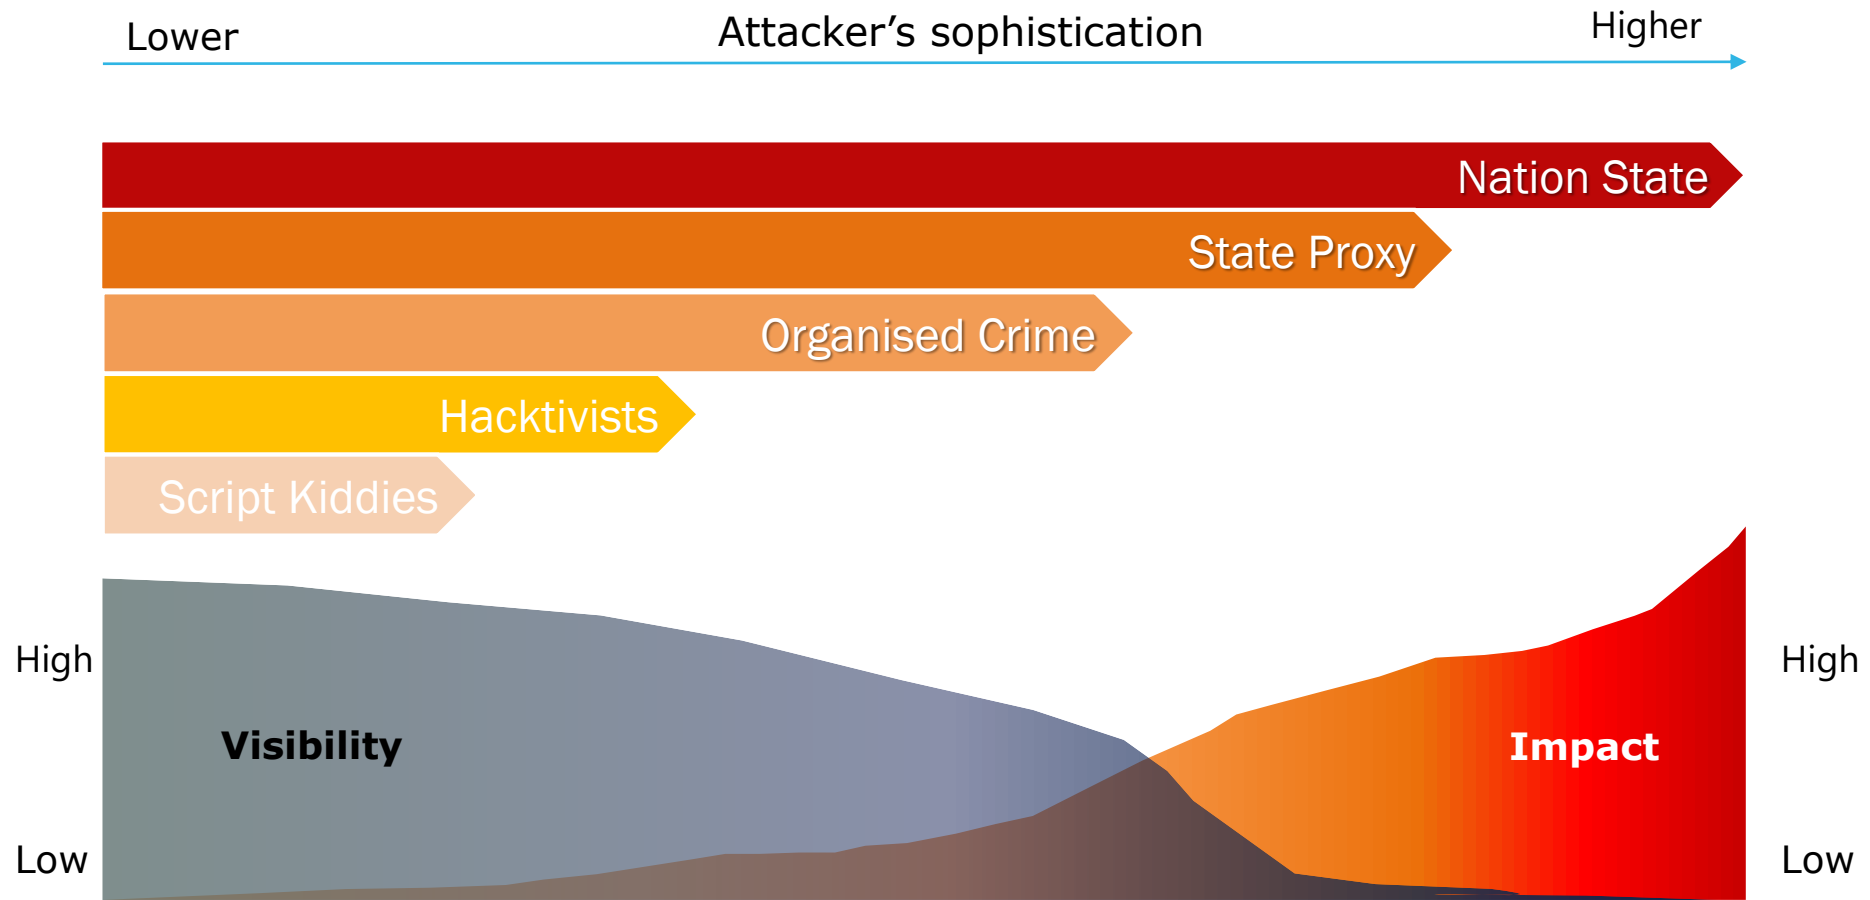 Lower
Attacker’s sophistication
Higher
Nation State
State Proxy
Organised Crime
Hacktivists
Script Kiddies
High
High
Visibility
Impact
Low
Low